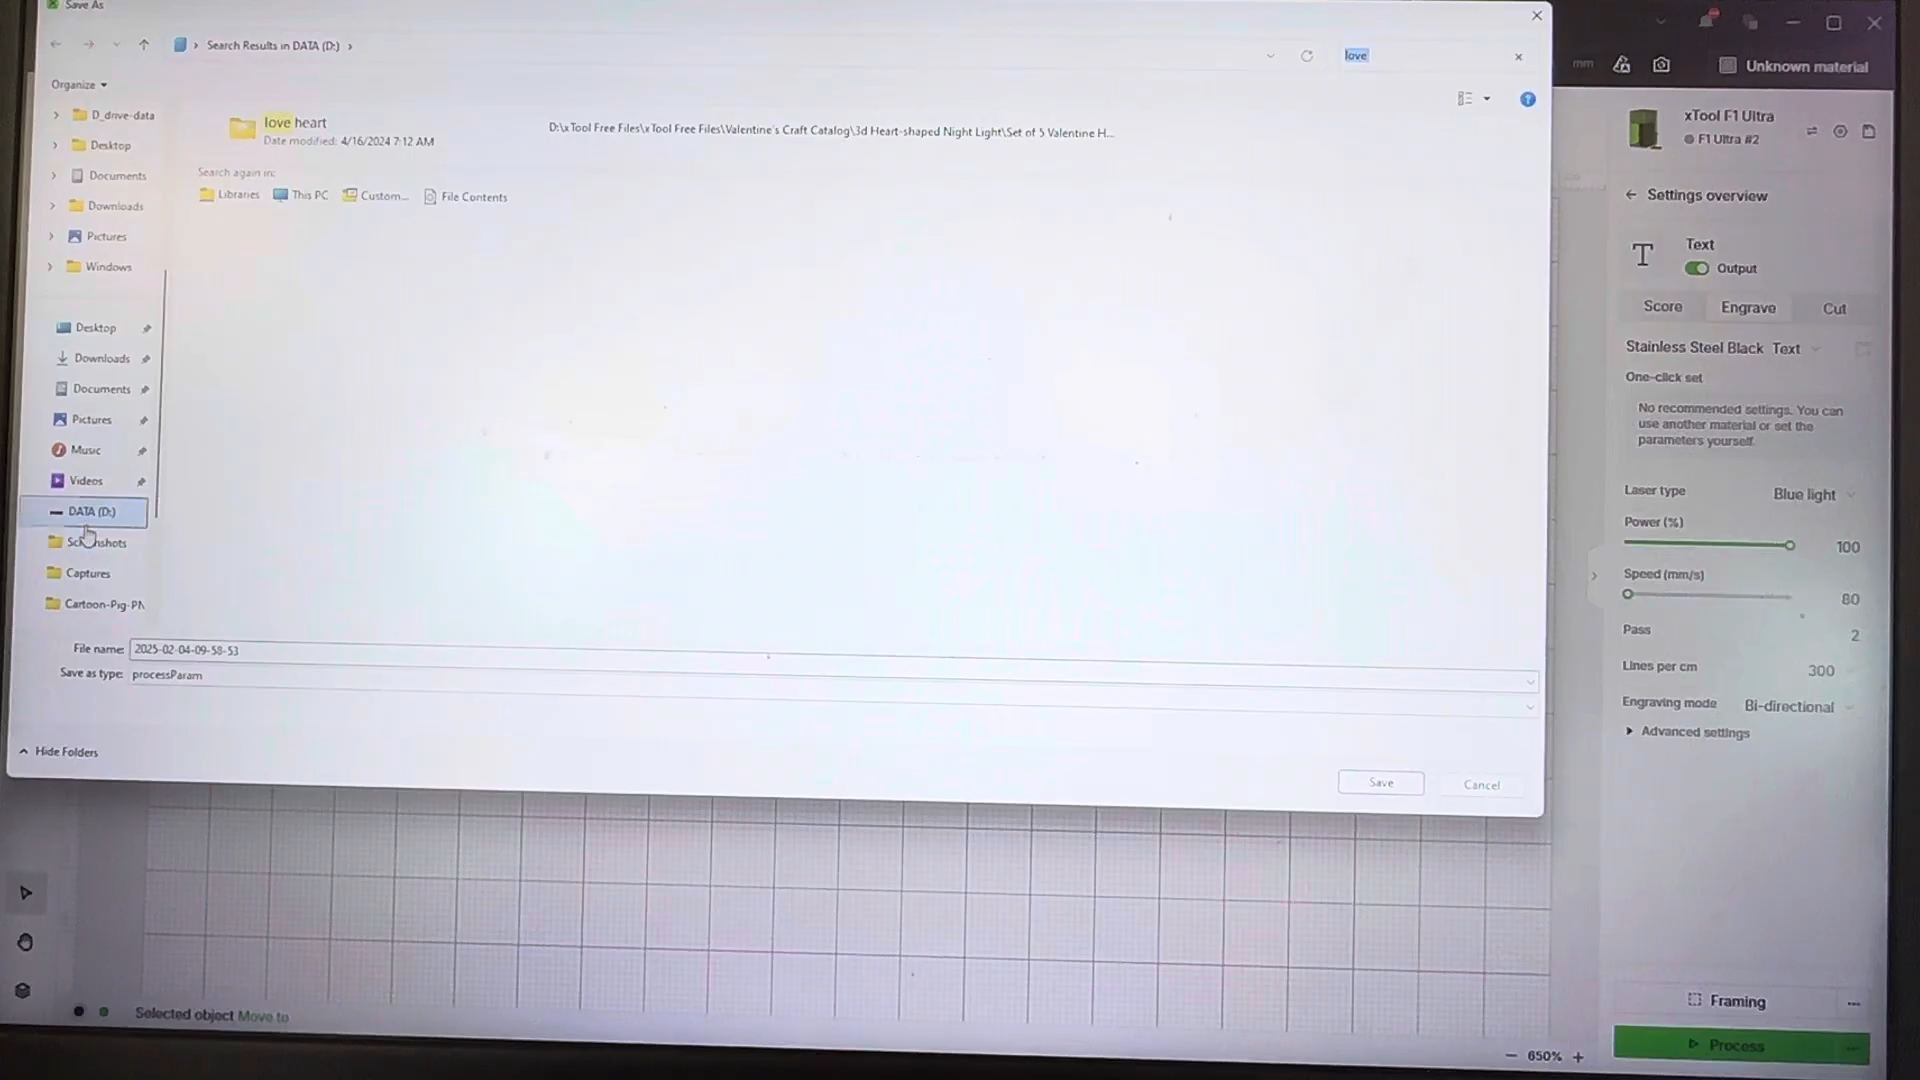 Save As
Search Results in DATA (D:)
love
mm
Unknown material
Organize
D_drive-data
Desktop
Documents
Downloads
Pictures
Windows
Desktop
Downloads
Documents
Pictures
Music
Videos
DATA (D:)
Captures
Cartoon-Pig-PN
love heart
Date modified: 4/16/2024 7:12 AM
D:\xTool Free Files\xTool Free Files\Valentine's Craft Catalog\3d Heart-shaped Night Light\Set of 5 Valentine H...
Search again in:
Libraries
This PC
Custom...
File Contents
File name: 2025-02-04-09-58-53
Save as type: processParam
Hide Folders
Save
Cancel
xTool F1 Ultra
F1 Ultra #2
Settings overview
T
Text
Output
Score
Engrave
Cut
Stainless Steel Black Text
One-click set
No recommended settings. You can
use another material or set the
parameters yourself.
Laser type
Blue light
Power (%)
100
Speed (mm/s)
80
Pass
2
Lines per cm
300
Engraving mode
Bi-directional
Advanced settings
Framing
Process
Selected object Move to
650%